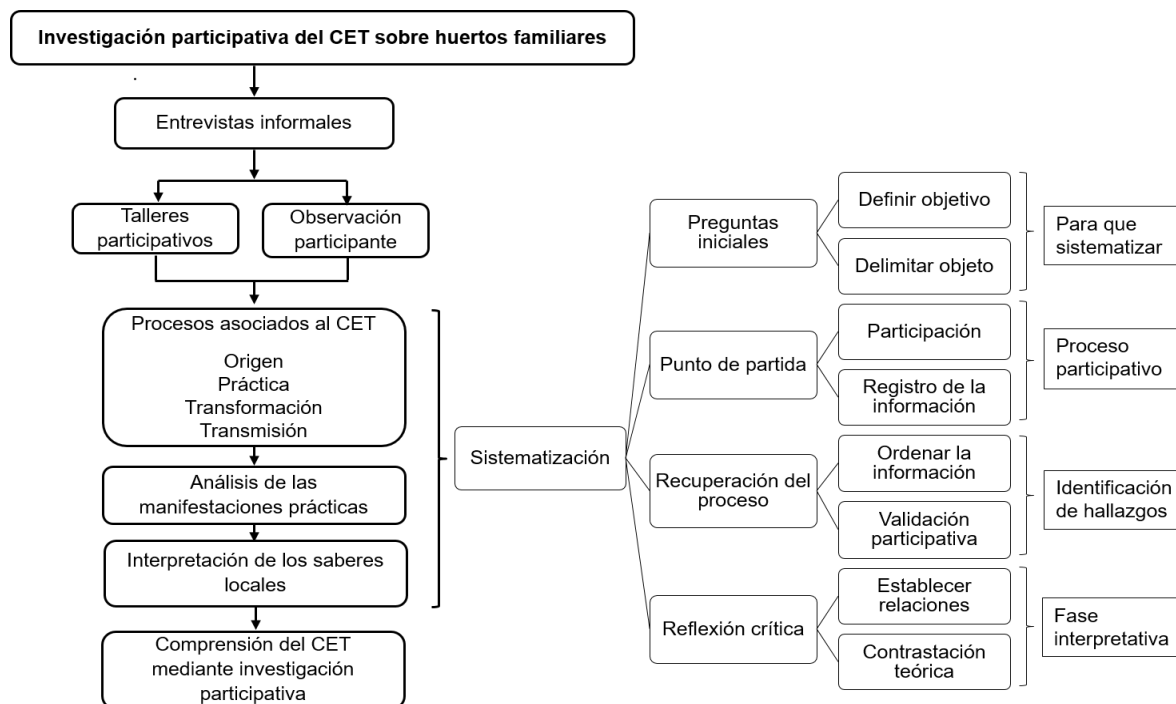 Investigación participativa del CET sobre huertos familiares
Entrevistas informales
Talleres
participativos
Observación
participante
Procesos asociados al CET
Origen
Práctica
Transformación
Transmisión
Análisis de las
manifestaciones prácticas
Interpretación de los saberes
locales
Comprensión del CET
mediante investigación
participativa
Sistematización
Preguntas
iniciales
Definir objetivo
Delimitar objeto
Para que
sistematizar
Punto de partida
Participación
Registro de la
información
Proceso
participativo
Recuperación del
proceso
Ordenar la
información
Validación
participativa
Identificación
de hallazgos
Reflexión crítica
Establecer
relaciones
Contrastación
teórica
Fase
interpretativa